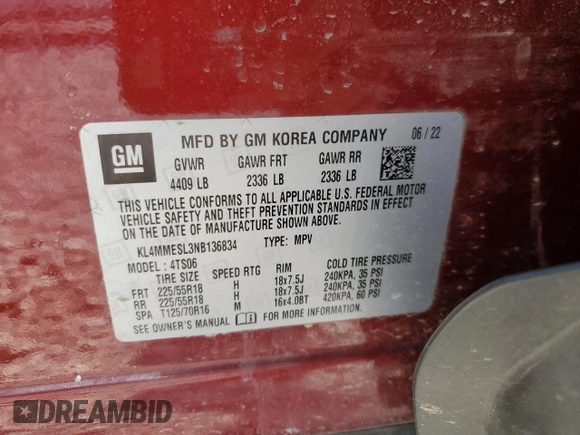 GM
MFD BY GM KOREA COMPANY 06 / 22
GVWR GAWR FRT GAWR RR
4409 LB 2336 LB 2336 LB
THIS VEHICLE CONFORMS TO ALL APPLICABLE U.S. FEDERAL MOTOR
VEHICLE SAFETY AND THEFT PREVENTION STANDARDS IN EFFECT
ON THE DATE OF MANUFACTURE SHOWN ABOVE.
KL4MMESL3NB136834 TYPE: MPV
MODEL: 4TS06
TIRE SIZE SPEED RTG RIM COLD TIRE PRESSURE
FRT 225/55R18 H 18x7.5J 240KPA, 35 PSI
RR 225/55R18 H 18x7.5J 240KPA, 35 PSI
SPA T125/70R16 M 16x4.0BT 420KPA, 60 PSI
SEE OWNER'S MANUAL FOR MORE INFORMATION.
DREAMBID